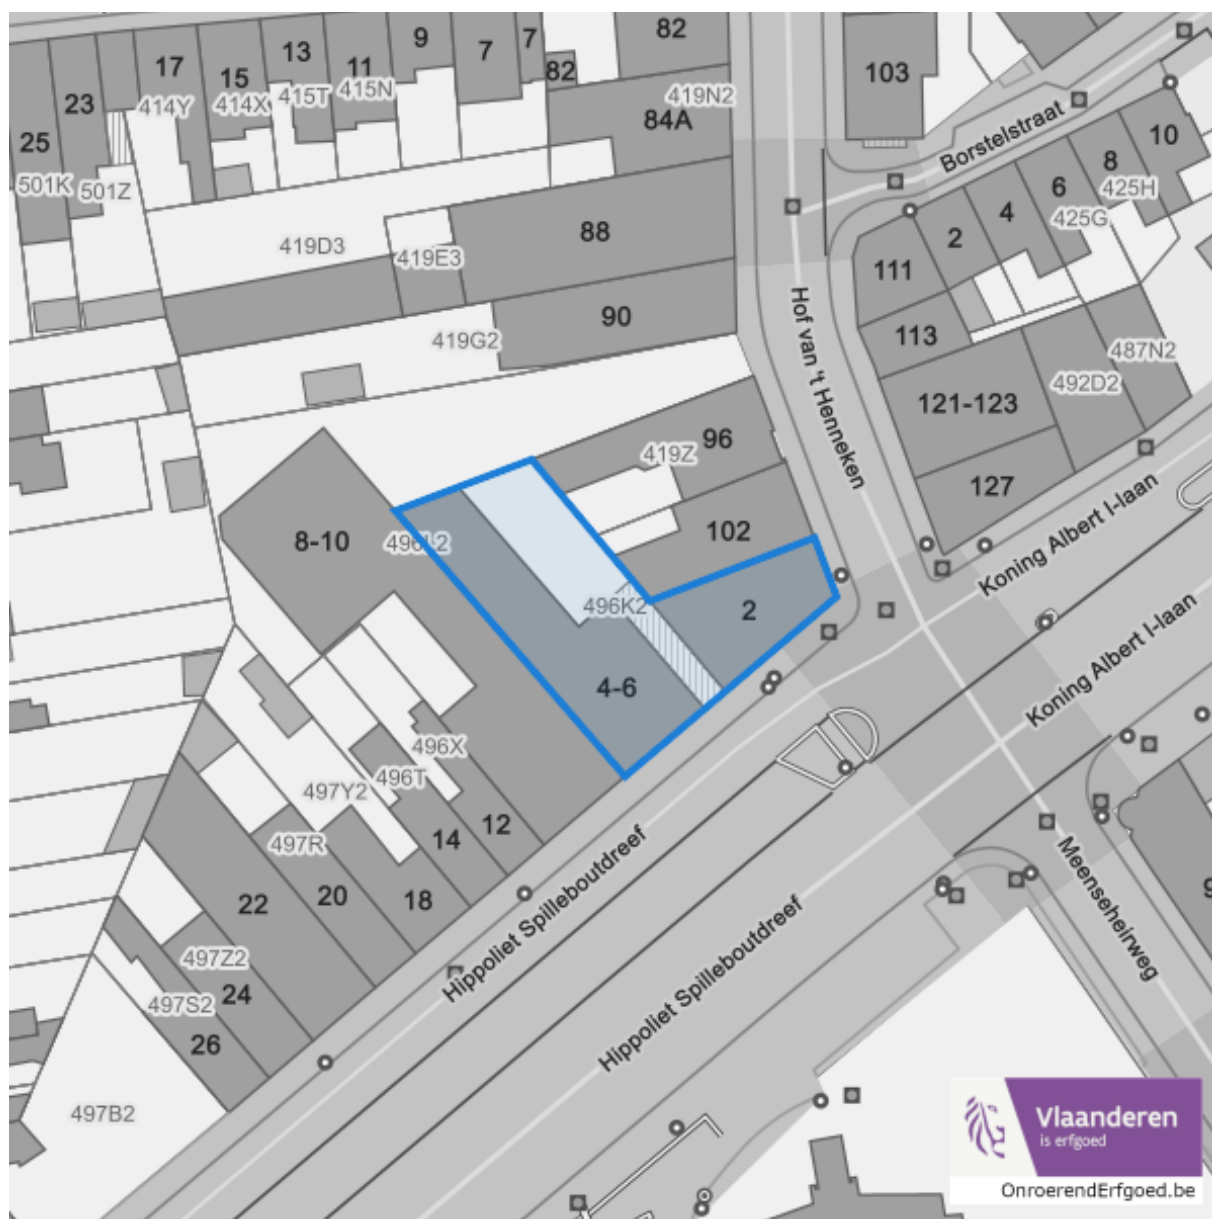 9
82
13
7
7
17
11
15
82
103
23
415T
415N
419N2
414Y
414X
84A
10
25
Borstelstraat
8
501K
501Z
6
425H
4
425G
88
2
419D3
419E3
111
Hof van 't Henneken
90
113
419G2
487N2
492D2
121-123
96
419Z
127
102
8-10
496L2
Koning Albert I-laan
496K2
2
4-6
Koning Albert I-laan
496X
496T
497Y2
12
14
497R
20
18
22
Hippoliet Spilleboutdreef
Hippoliet Spilleboutdreef
Meenseheirweg
497Z2
24
497S2
26
497B2
Vlaanderen
is erfgoed
OnroerendErfgoed.be